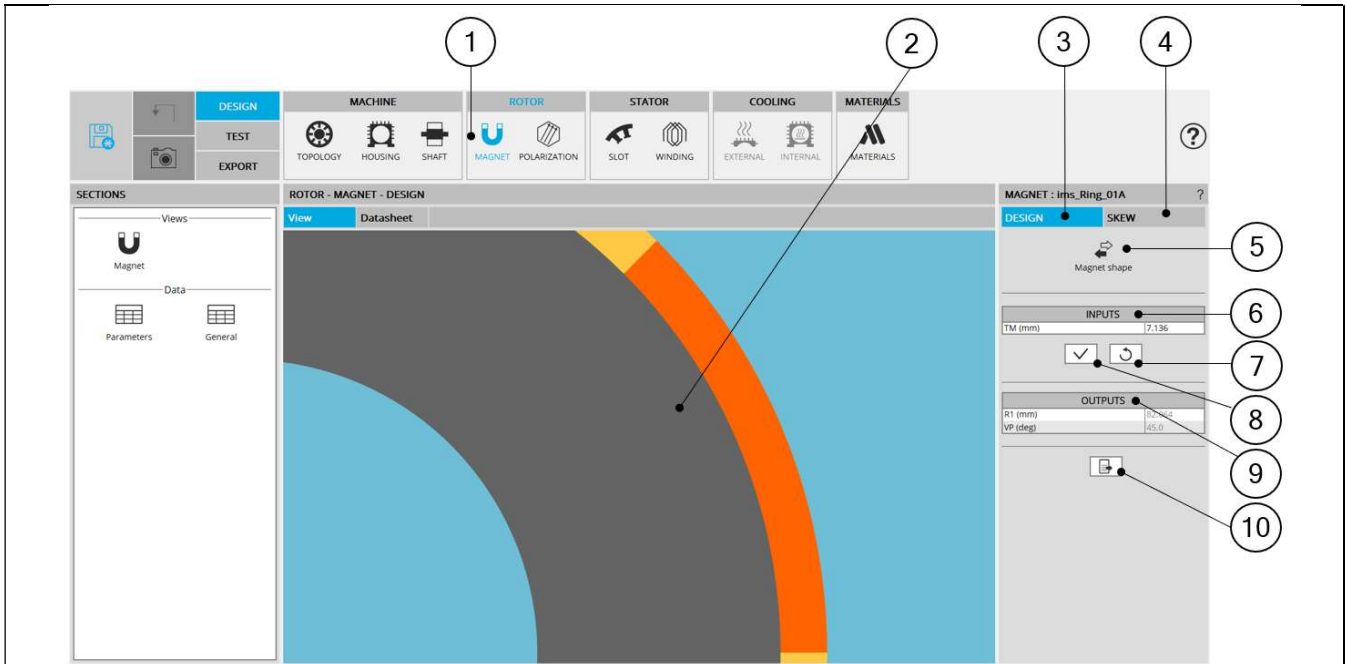 1
2
3
4
DESIGN
TEST
EXPORT
MACHINE
TOPOLOGY HOUSING SHAFT
ROTOR
MAGNET POLARIZATION
STATOR
SLOT WINDING
COOLING
EXTERNAL INTERNAL
MATERIALS
MATERIALS
?
SECTIONS
Views
Magnet
Data
Parameters General
ROTOR - MAGNET - DESIGN
View Datasheet
MAGNET : ims_Ring_01A ?
DESIGN SKEW
Magnet shape
5
INPUTS
6
TM (mm) 7.136
7
8
OUTPUTS
R1 (mm) 82.064
VP (deg) 45.0
9
10